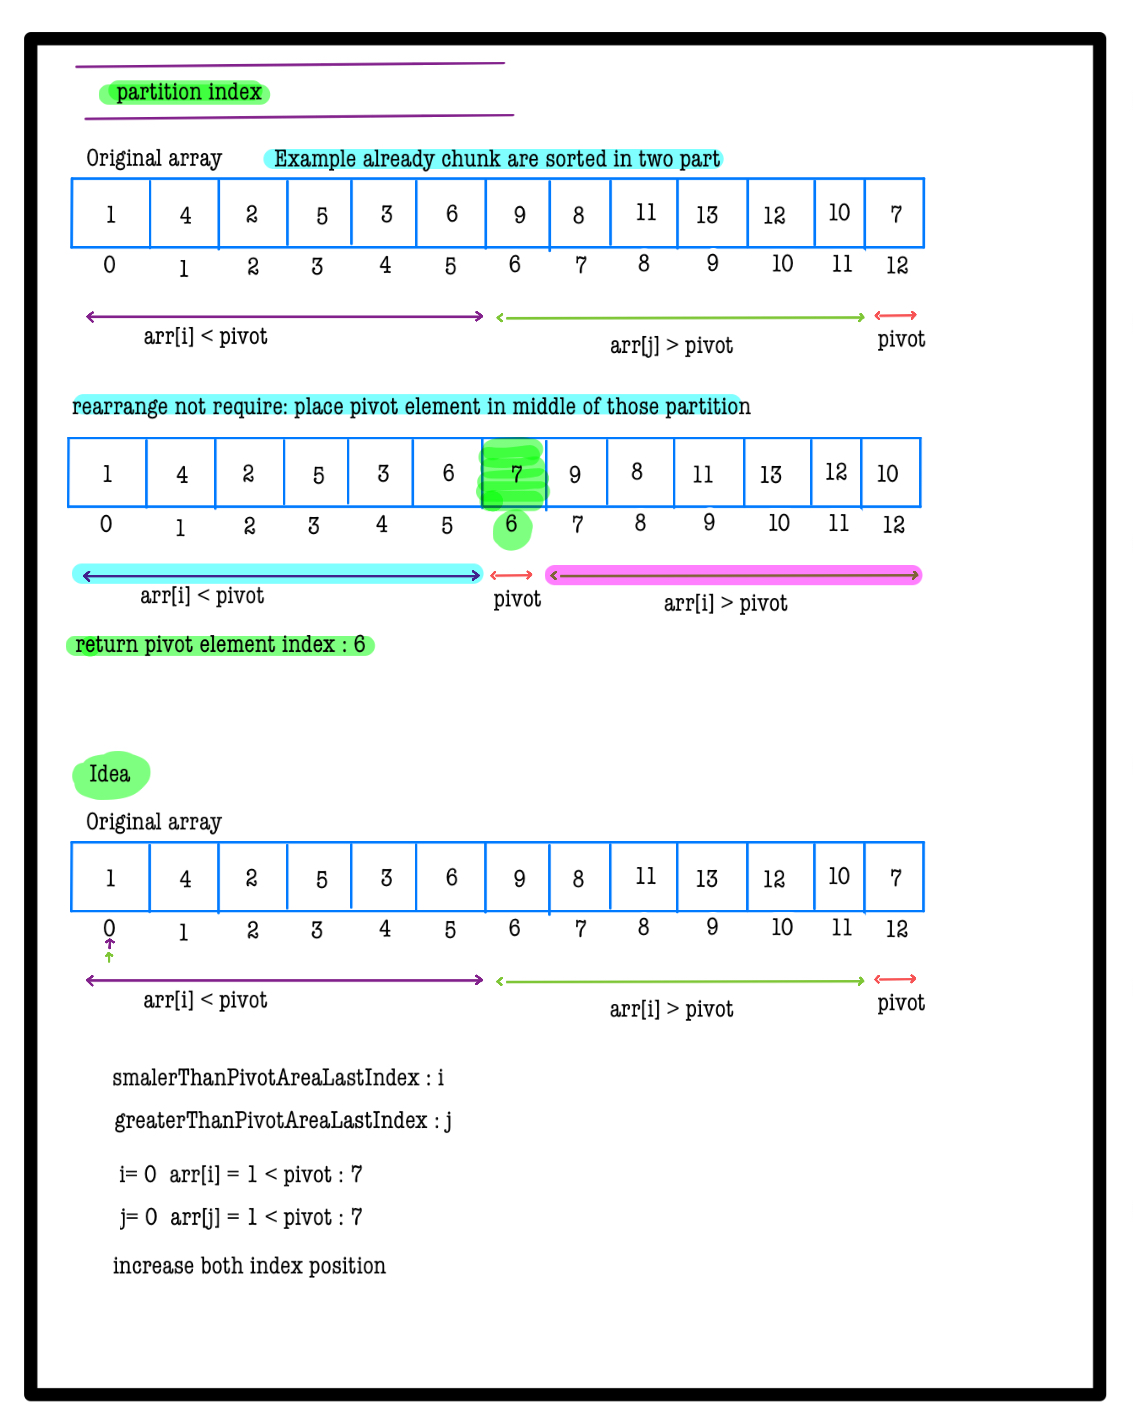 partition index
Original array Example already chunk are sorted in two part
1 4 2 5 3 6 9 8 11 13 12 10 7
0 1 2 3 4 5 6 7 8 9 10 11 12
arr[i] < pivot arr[j] > pivot pivot
rearrange not require: place pivot element in middle of those partition
1 4 2 5 3 6 7 9 8 11 13 12 10
0 1 2 3 4 5 6 7 8 9 10 11 12
arr[i] < pivot pivot arr[i] > pivot
return pivot element index : 6
Idea
Original array
1 4 2 5 3 6 9 8 11 13 12 10 7
0 1 2 3 4 5 6 7 8 9 10 11 12
arr[i] < pivot arr[i] > pivot pivot
smalerThanPivotAreaLastIndex : i
greaterThanPivotAreaLastIndex : j
i= 0 arr[i] = 1 < pivot : 7
j= 0 arr[j] = 1 < pivot : 7
increase both index position